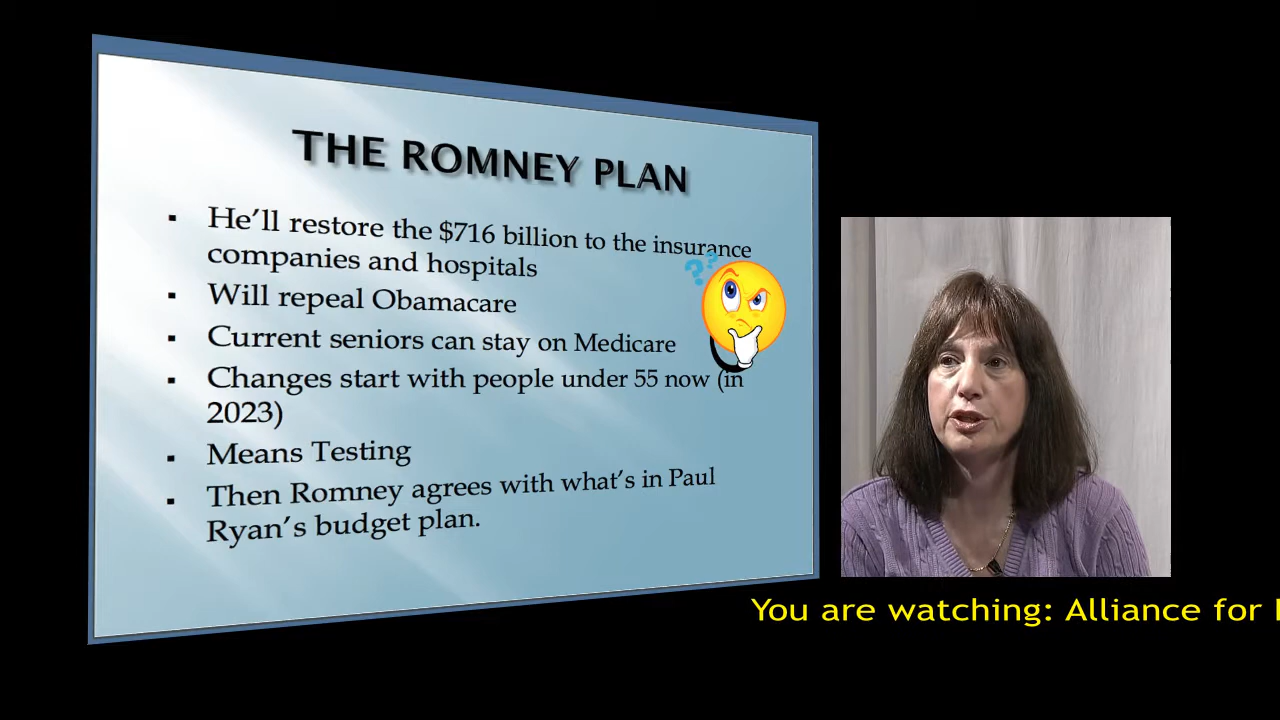 THE ROMNEY PLAN
▪ He’ll restore the $716 billion to the insurance
companies and hospitals
▪ Will repeal Obamacare
▪ Current seniors can stay on Medicare
▪ Changes start with people under 55 now (in
2023)
▪ Means Testing
▪ Then Romney agrees with what’s in Paul
Ryan’s budget plan.
??
You are watching: Alliance for